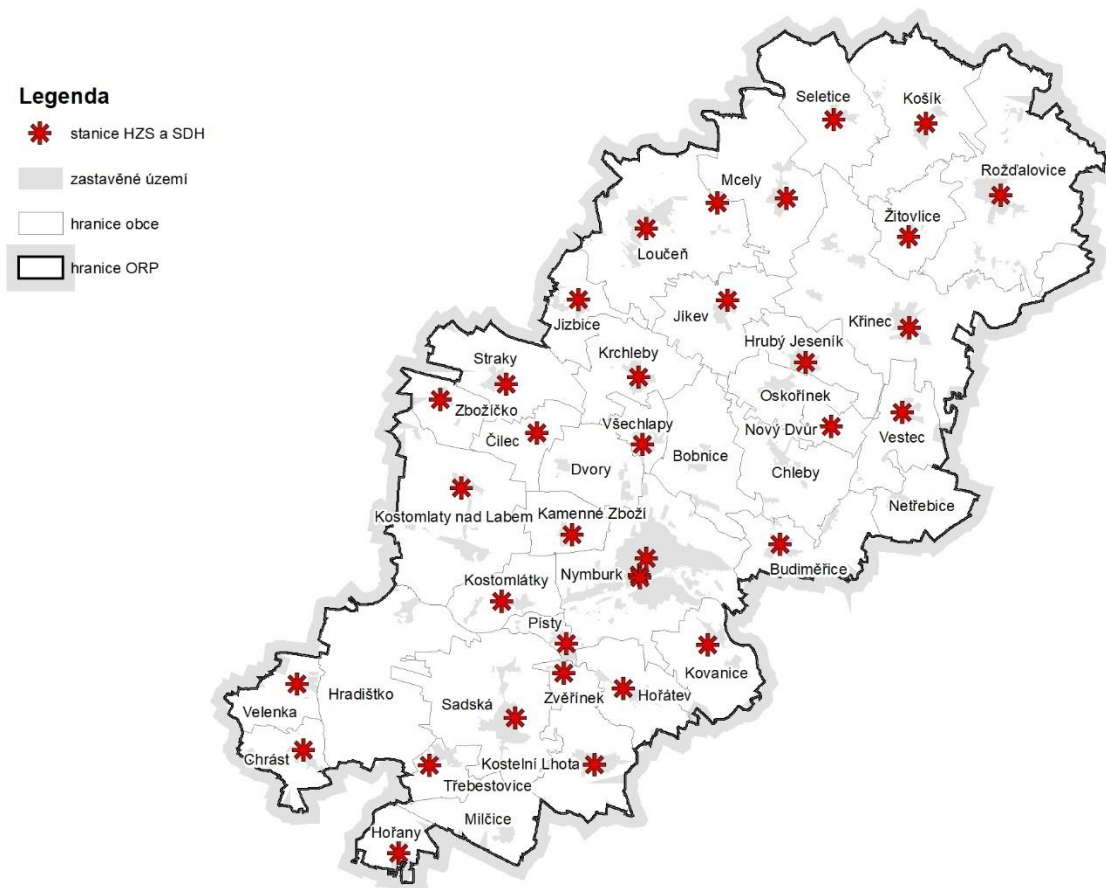 Legenda
stanice HZS a SDH
zastavěné území
hranice obce
hranice ORP
Seletice
Košík
Rožďalovice
Mcely
Žitovlice
Loučeň
Jizbice
Jíkev
Křinec
Hrubý Jeseník
Straky
Krchleby
Oskořínek
Zbožíčko
Všechlapy
Nový Dvůr
Vestec
Čilec
Bobnice
Dvory
Chleby
Netřebice
Kostomlaty nad Labem
Kamenné Zboží
Budiměřice
Nymburk
Kostomlátky
Písty
Kovanice
Hradištko
Sadská
Zvěřínek
Hořátev
Velenka
Chrást
Kostelní Lhota
Třebestovice
Milčice
Hořany